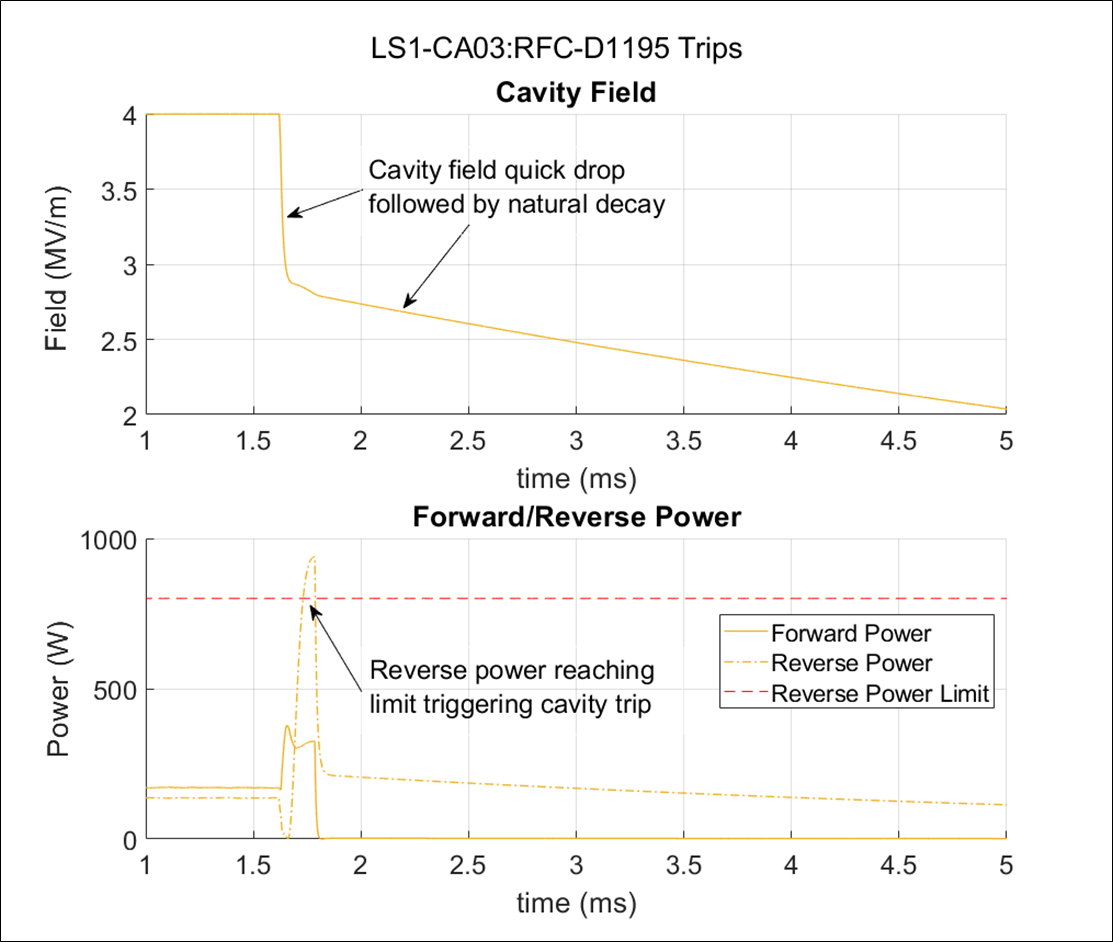 LS1-CA03:RFC-D1195 Trips
Cavity Field
4
3.5
3
2.5
2
Field (MV/m)
Cavity field quick drop
followed by natural decay
1 1.5 2 2.5 3 3.5 4 4.5 5
time (ms)
Forward/Reverse Power
1000
500
0
Power (W)
Reverse power reaching
limit triggering cavity trip
Forward Power
Reverse Power
Reverse Power Limit
1 1.5 2 2.5 3 3.5 4 4.5 5
time (ms)